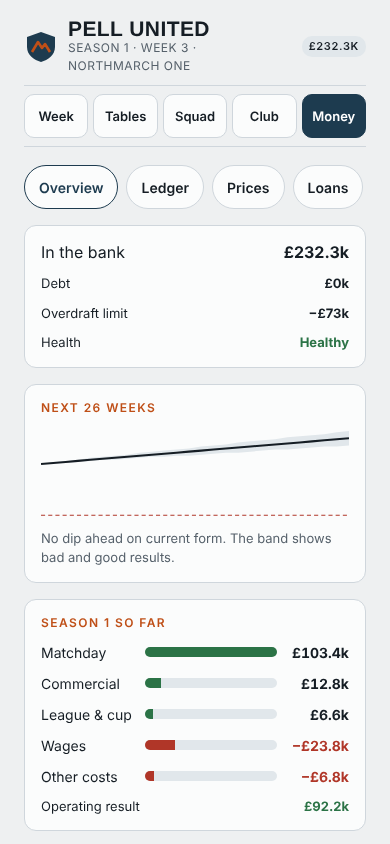 PELL UNITED
SEASON 1 · WEEK 3 ·
NORTHMARCH ONE
£232.3K
Week
Tables
Squad
Club
Money
Overview
Ledger
Prices
Loans
In the bank £232.3k
Debt £0k
Overdraft limit −£73k
Health Healthy
NEXT 26 WEEKS
No dip ahead on current form. The band shows
bad and good results.
SEASON 1 SO FAR
Matchday £103.4k
Commercial £12.8k
League & cup £6.6k
Wages −£23.8k
Other costs −£6.8k
Operating result £92.2k